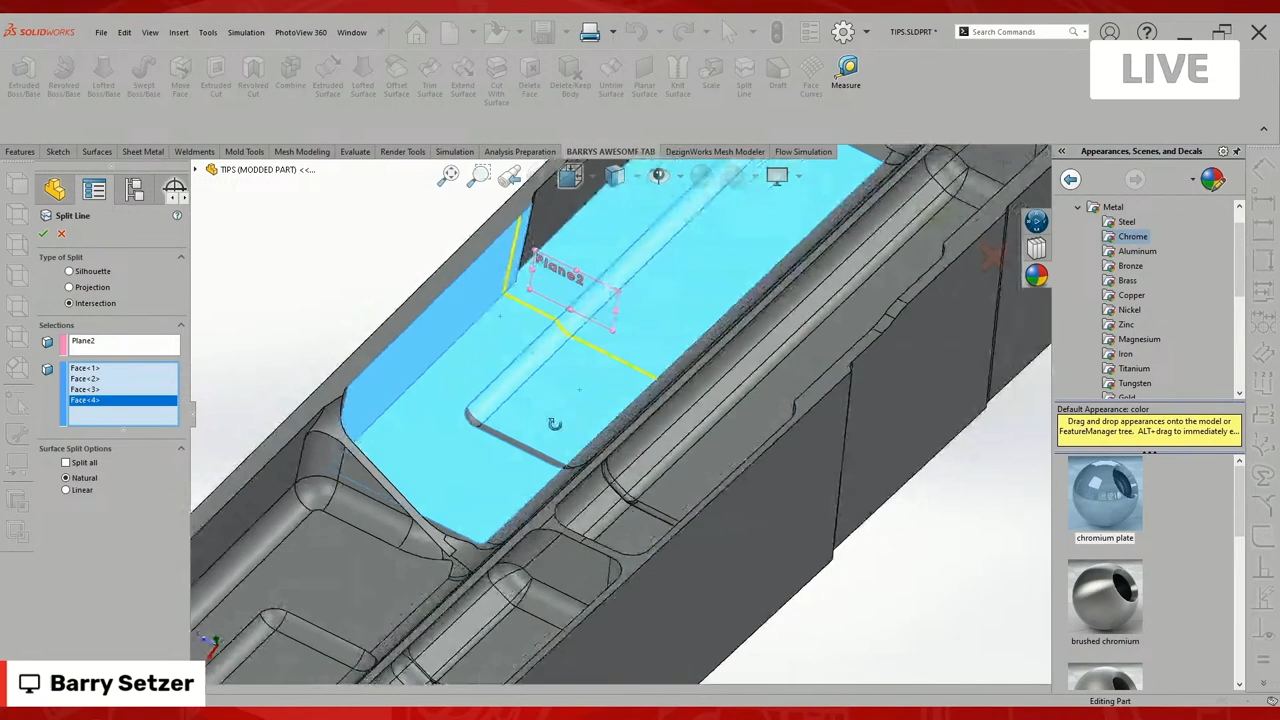 SOLIDWORKS File Edit View Insert Tools Simulation PhotoView 360 Window TIPS.SLDPRT * Search Commands
LIVE
Extruded Boss/Base Revolved Boss/Base Lofted Boss/Base Swept Boss/Base Move Face Extruded Cut Revolved Cut Combine Extruded Surface Lofted Surface Offset Surface Trim Surface Extend Surface Cut With Surface Delete Face Delete/Keep Body Untrim Surface Planar Surface Knit Surface Scale Split Line Draft Face Curves Measure
Features Sketch Surfaces Sheet Metal Weldments Mold Tools Mesh Modeling Evaluate Render Tools Simulation Analysis Preparation BARRYS AWESOME TAB DezignWorks Mesh Modeler Flow Simulation
TIPS (MODDED PART) <<...
Appearances, Scenes, and Decals
Split Line
Type of Split
Silhouette
Projection
Intersection
Selections
Plane2
Face<1>
Face<2>
Face<3>
Face<4>
Surface Split Options
Split all
Natural
Linear
Plane2
Metal
Steel
Chrome
Aluminum
Bronze
Brass
Copper
Nickel
Zinc
Magnesium
Iron
Titanium
Tungsten
Gold
Default Appearance: color
Drag and drop appearances onto the model or
FeatureManager tree. ALT+drag to immediately e...
chromium plate
brushed chromium
Editing Part
Barry Setzer